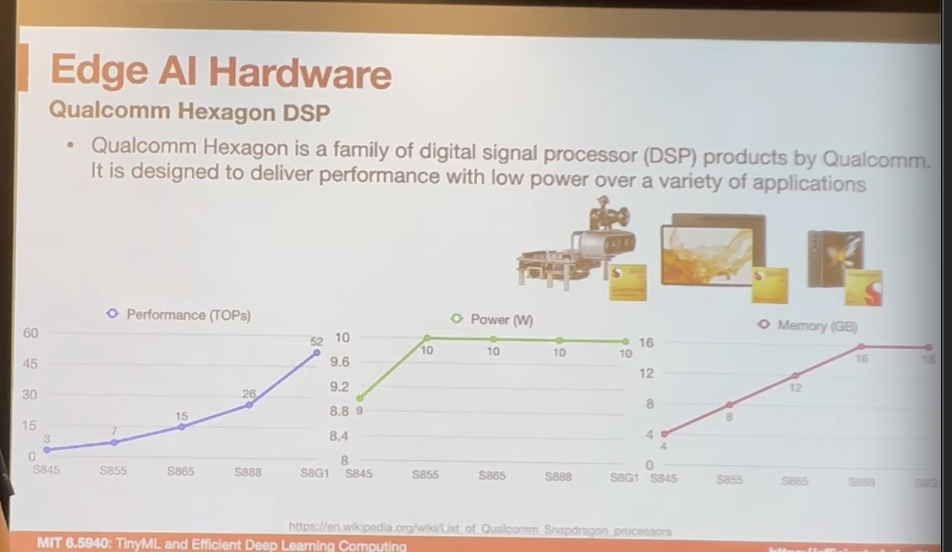 Edge AI Hardware
Qualcomm Hexagon DSP
• Qualcomm Hexagon is a family of digital signal processor (DSP) products by Qualcomm.
It is designed to deliver performance with low power over a variety of applications
Performance (TOPs)
60
45
30
15
0
3
7
15
26
52
S845
S855
S865
S888
S8G1
Power (W)
10
9.6
9.2
8.8
8.4
8
9
10
10
10
10
S845
S855
S865
S888
S8G1
Memory (GB)
16
12
8
4
0
4
8
12
16
16
S845
S855
S865
S888
https://en.wikipedia.org/wiki/List_of_Qualcomm_Snapdragon_processors
MIT 6.5940: TinyML and Efficient Deep Learning Computing